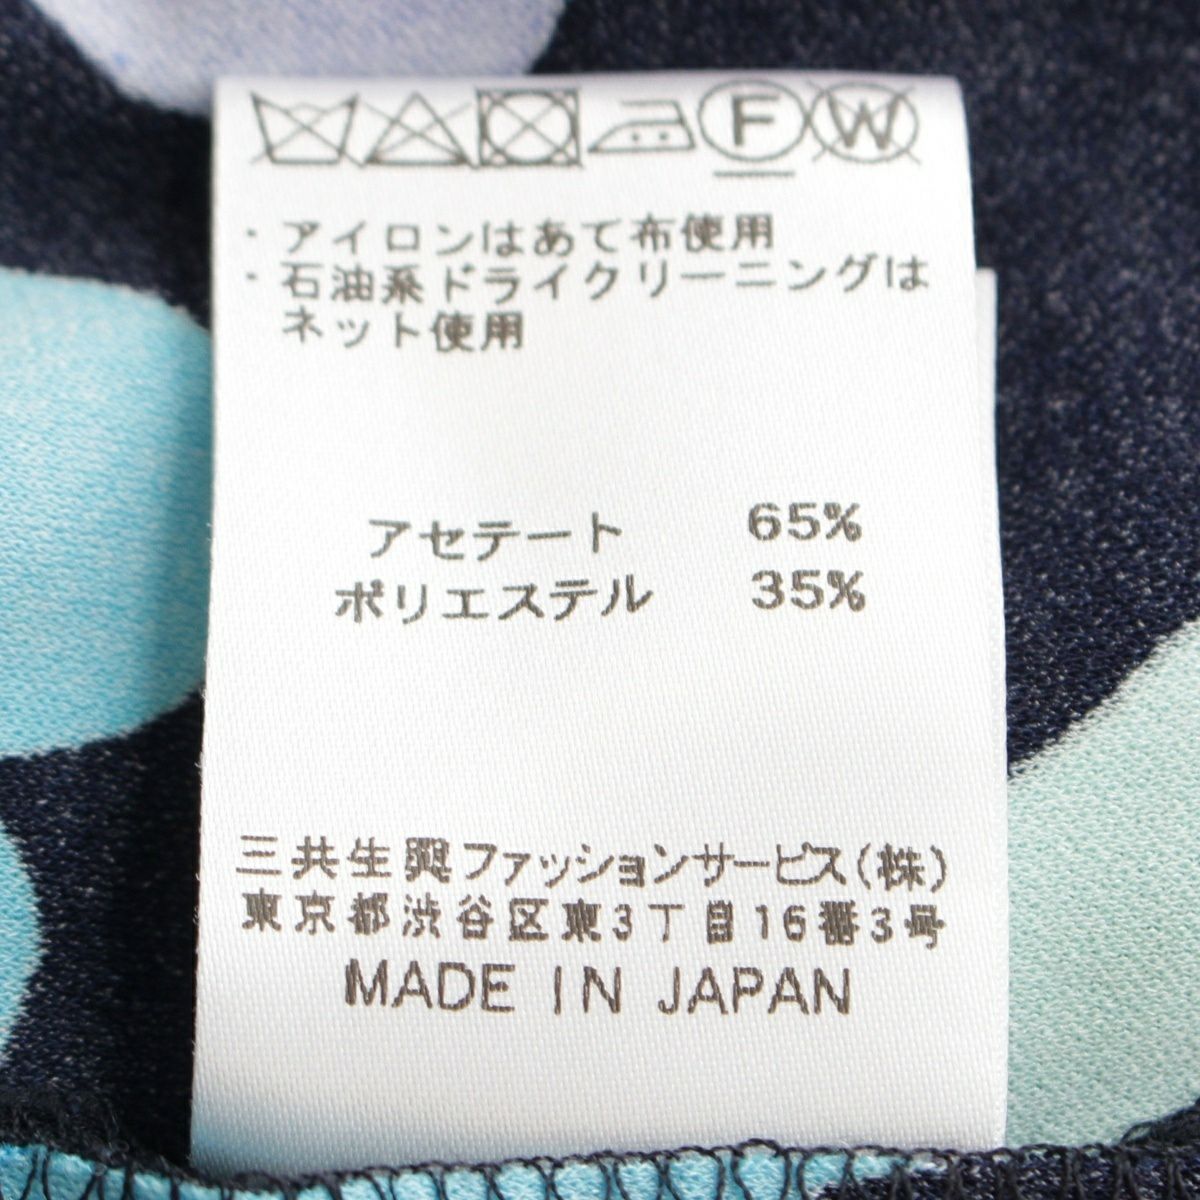 F W
・アイロンはあて布使用
・石油系ドライクリーニングは
ネット使用
アセテート 65%
ポリエステル 35%
三共生興ファッションサービス(株)
東京都渋谷区東3丁目16番3号
MADE IN JAPAN